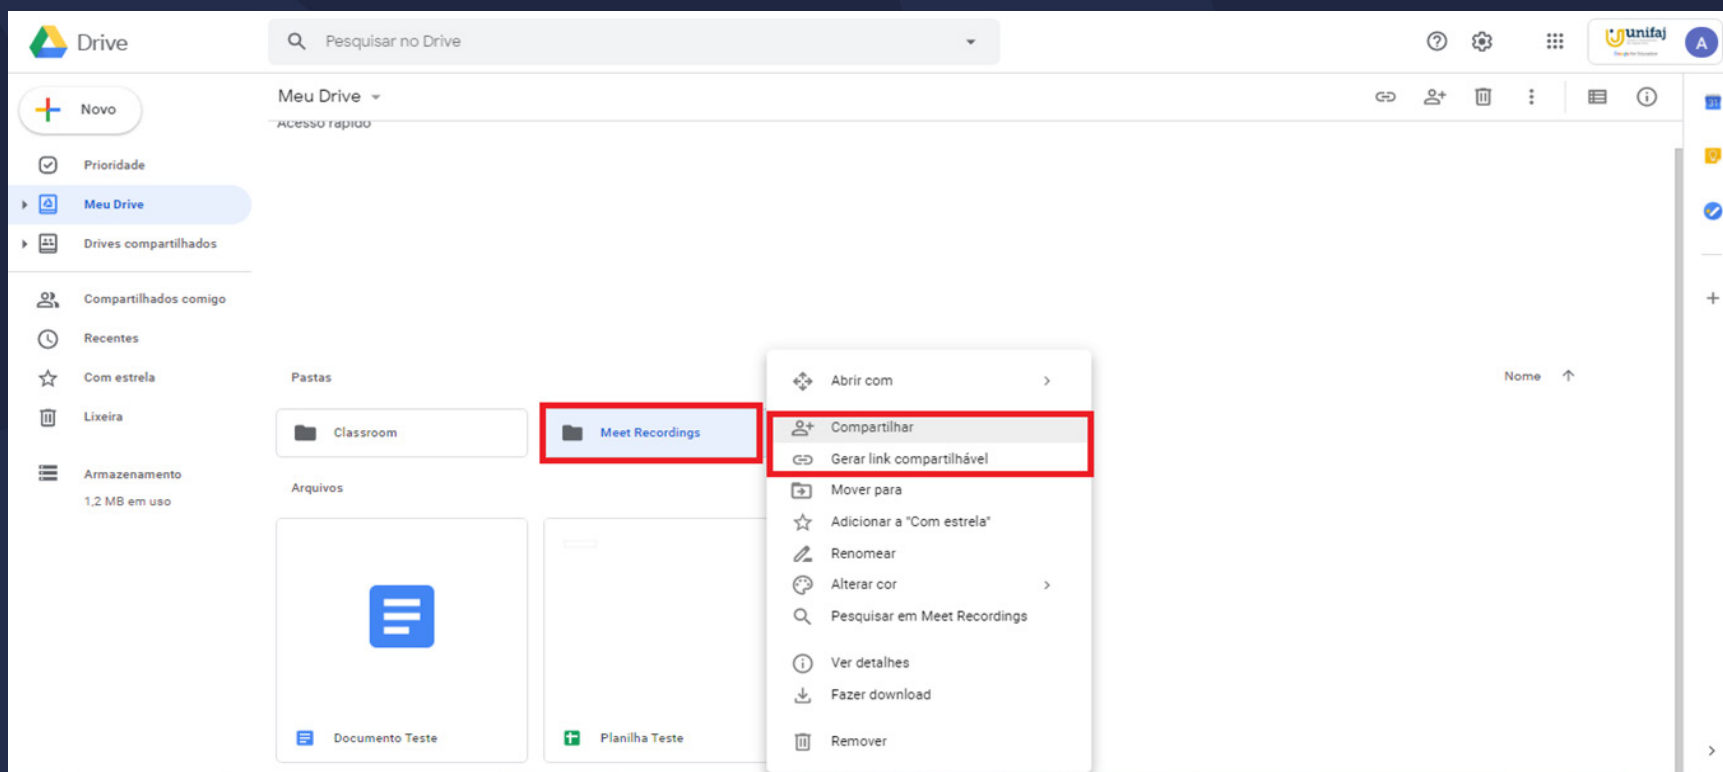 Drive
Pesquisar no Drive
unifaj
A
Novo
Meu Drive
Acesso rapido
31
Prioridade
Meu Drive
Drives compartilhados
Compartilhados comigo
Recentes
Com estrela
Lixeira
Armazenamento
1,2 MB em uso
Pastas
Nome
Classroom
Meet Recordings
Arquivos
Documento Teste
Planilha Teste
Abrir com
Compartilhar
Gerar link compartilhável
Mover para
Adicionar a "Com estrela"
Renomear
Alterar cor
Pesquisar em Meet Recordings
Ver detalhes
Fazer download
Remover